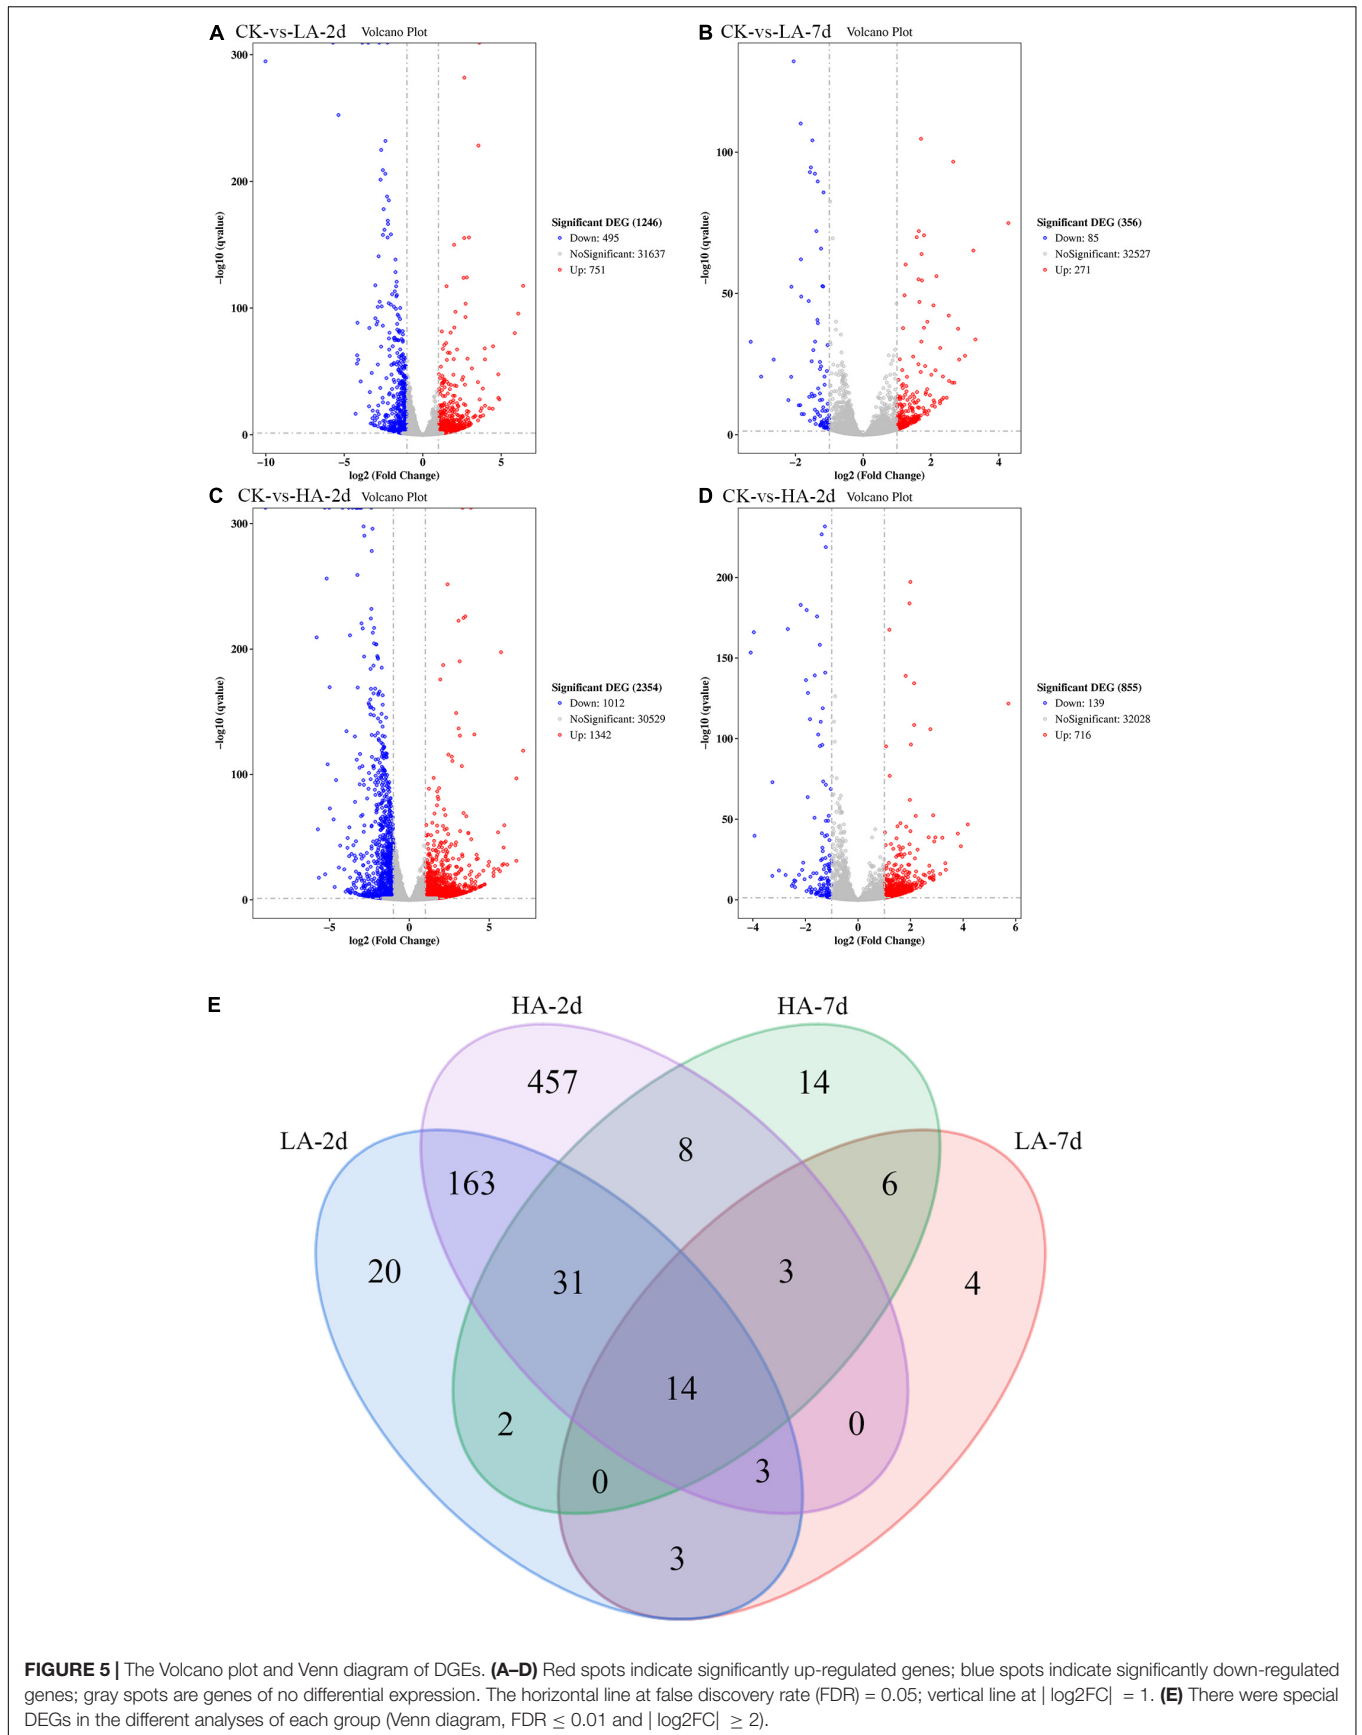 A CK-vs-LA-2d Volcano Plot
300
200
100
0
−log10 (qvalue)
−10 −5 0 5
log2 (Fold Change)
Significant DEG (1246)
Down: 495
NoSignificant: 31637
Up: 751
B CK-vs-LA-7d Volcano Plot
100
50
0
−log10 (qvalue)
−2 0 2 4
log2 (Fold Change)
Significant DEG (356)
Down: 85
NoSignificant: 32527
Up: 271
C CK-vs-HA-2d Volcano Plot
300
200
100
0
−log10 (qvalue)
−5 0 5
log2 (Fold Change)
Significant DEG (2354)
Down: 1012
NoSignificant: 30529
Up: 1342
D CK-vs-HA-2d Volcano Plot
200
150
100
50
0
−log10 (qvalue)
−4 −2 0 2 4 6
log2 (Fold Change)
Significant DEG (855)
Down: 139
NoSignificant: 32028
Up: 716
E
HA-2d HA-7d
457 14
LA-2d LA-7d
8
163 6
20 31 3 4
14
2 0
0 3
3
FIGURE 5 | The Volcano plot and Venn diagram of DGEs. (A–D) Red spots indicate significantly up-regulated genes; blue spots indicate significantly down-regulated
genes; gray spots are genes of no differential expression. The horizontal line at false discovery rate (FDR) = 0.05; vertical line at | log2FC| = 1. (E) There were special
DEGs in the different analyses of each group (Venn diagram, FDR ≤ 0.01 and | log2FC| ≥ 2).